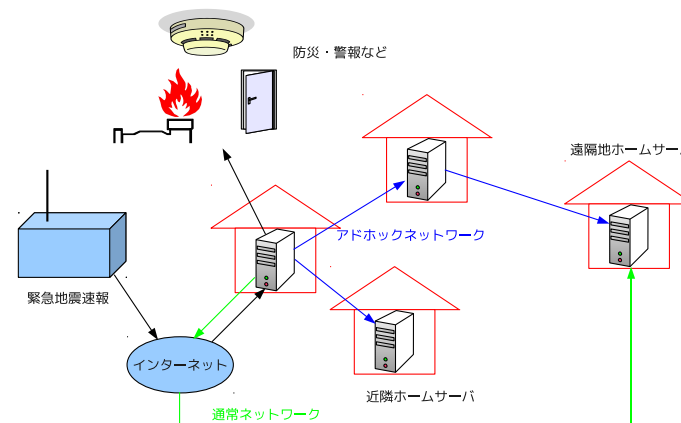 防災・警報など
遠隔地ホームサー
アドホックネットワーク
緊急地震速報
インターネット
近隣ホームサーバ
通常ネットワーク